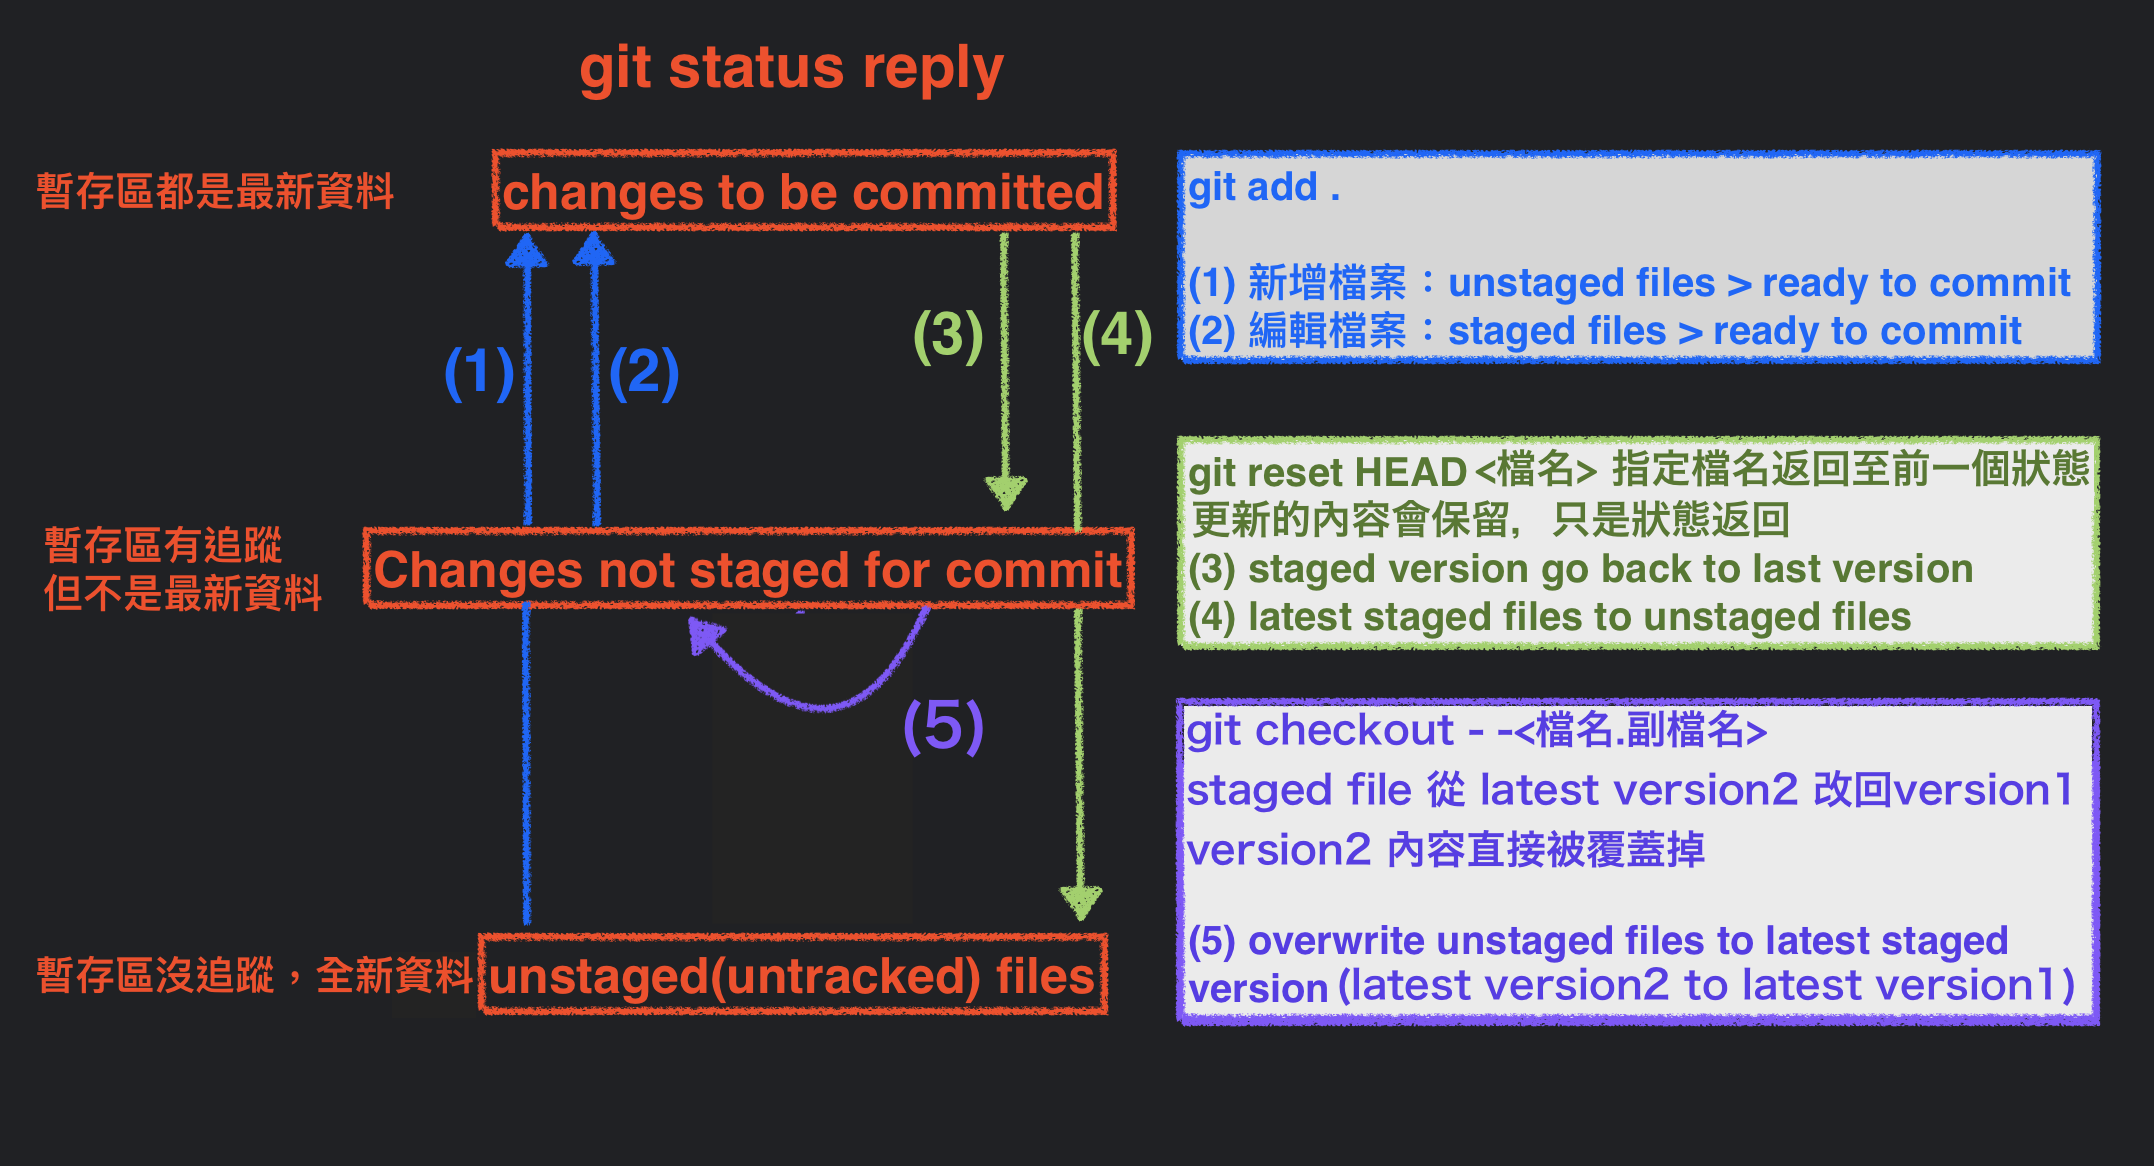 git status reply
暫存區都是最新資料
changes to be committed
(1)
(2)
(3)
(4)
暫存區有追蹤
但不是最新資料
Changes not staged for commit
(5)
暫存區沒追蹤，全新資料
unstaged(untracked) files
git add .
(1) 新增檔案：unstaged files > ready to commit
(2) 編輯檔案：staged files > ready to commit
git reset HEAD <檔名> 指定檔名返回至前一個狀態
更新的內容會保留，只是狀態返回
(3) staged version go back to last version
(4) latest staged files to unstaged files
git checkout - -<檔名.副檔名>
staged file 從 latest version2 改回version1
version2 內容直接被覆蓋掉
(5) overwrite unstaged files to latest staged
version (latest version2 to latest version1)